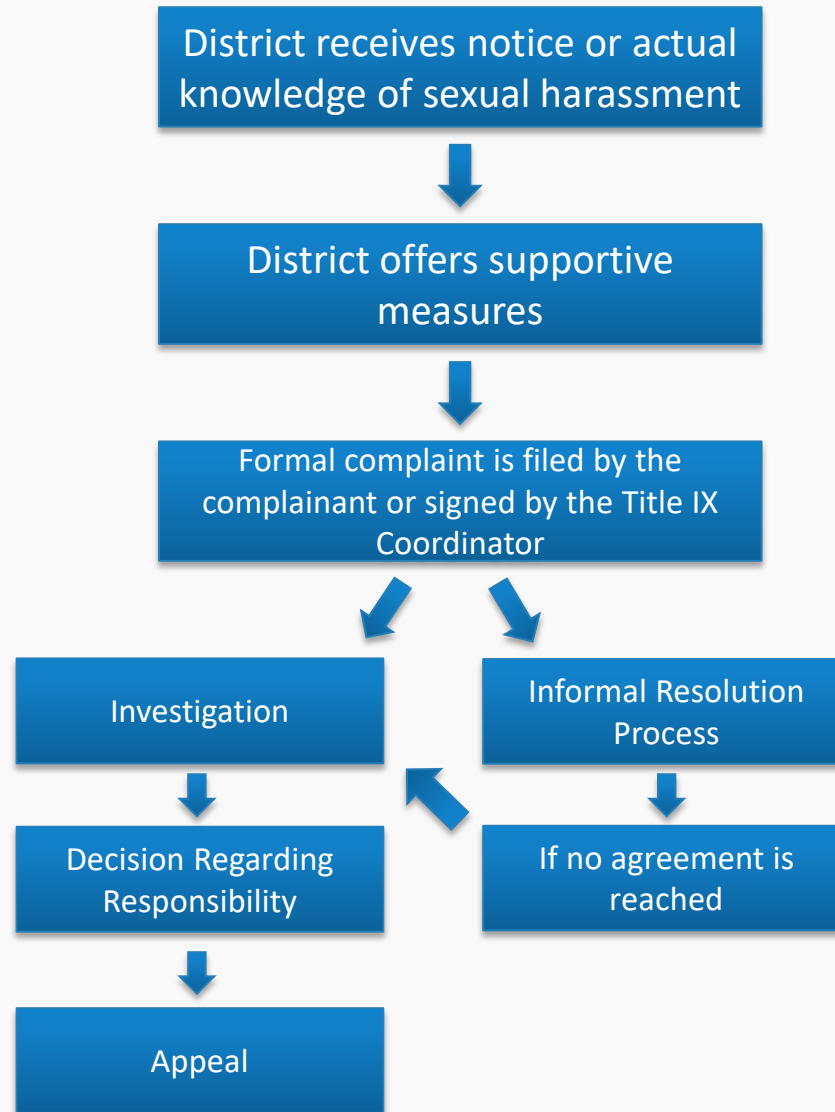 District receives notice or actual
knowledge of sexual harassment
District offers supportive
measures
Formal complaint is filed by the
complainant or signed by the Title IX
Coordinator
Investigation
Informal Resolution
Process
Decision Regarding
Responsibility
If no agreement is
reached
Appeal